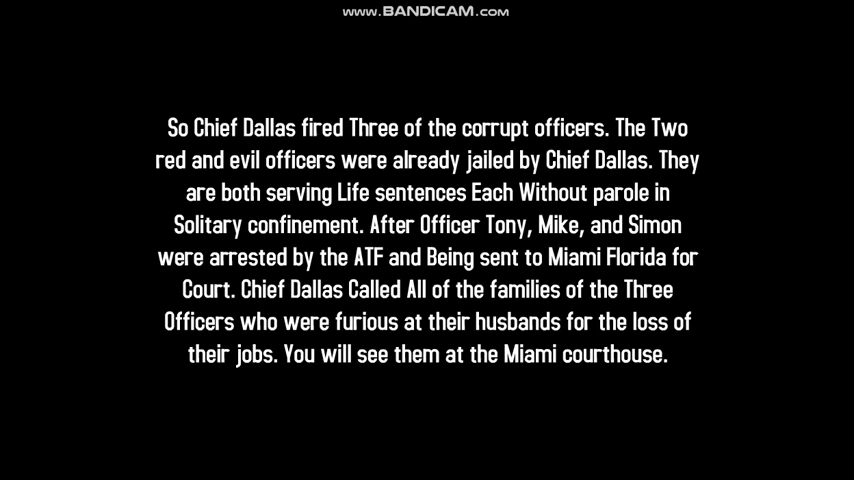 www.BANDICAM.com
So Chief Dallas fired Three of the corrupt officers. The Two
red and evil officers were already jailed by Chief Dallas. They
are both serving Life sentences Each Without parole in
Solitary confinement. After Officer Tony, Mike, and Simon
were arrested by the ATF and Being sent to Miami Florida for
Court. Chief Dallas Called All of the families of the Three
Officers who were furious at their husbands for the loss of
their jobs. You will see them at the Miami courthouse.